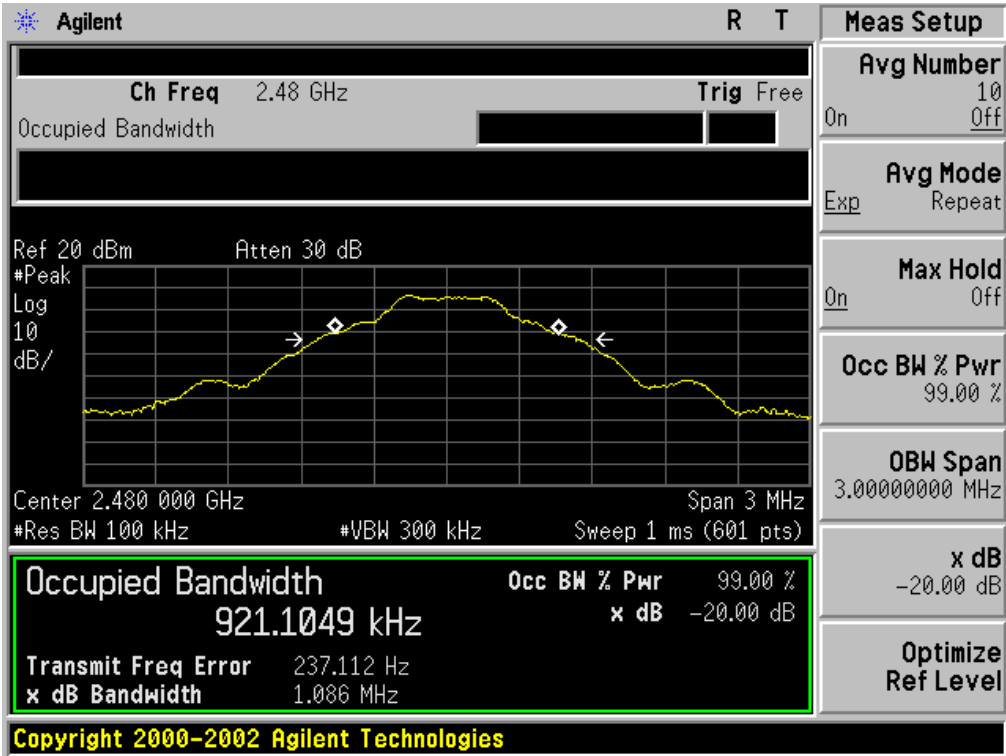 Agilent R T
Ch Freq 2.48 GHz Trig Free
Occupied Bandwidth
Ref 20 dBm Atten 30 dB
#Peak
Log
10
dB/
Center 2.480 000 GHz Span 3 MHz
#Res BW 100 kHz #VBW 300 kHz Sweep 1 ms (601 pts)
Occupied Bandwidth Occ BW % Pwr 99.00 %
921.1049 kHz x dB -20.00 dB
Transmit Freq Error 237.112 Hz
x dB Bandwidth 1.086 MHz
Copyright 2000-2002 Agilent Technologies
Meas Setup
Avg Number
10
On Off
Avg Mode
Exp Repeat
Max Hold
On Off
Occ BW % Pwr
99.00 %
OBW Span
3.00000000 MHz
x dB
-20.00 dB
Optimize
Ref Level